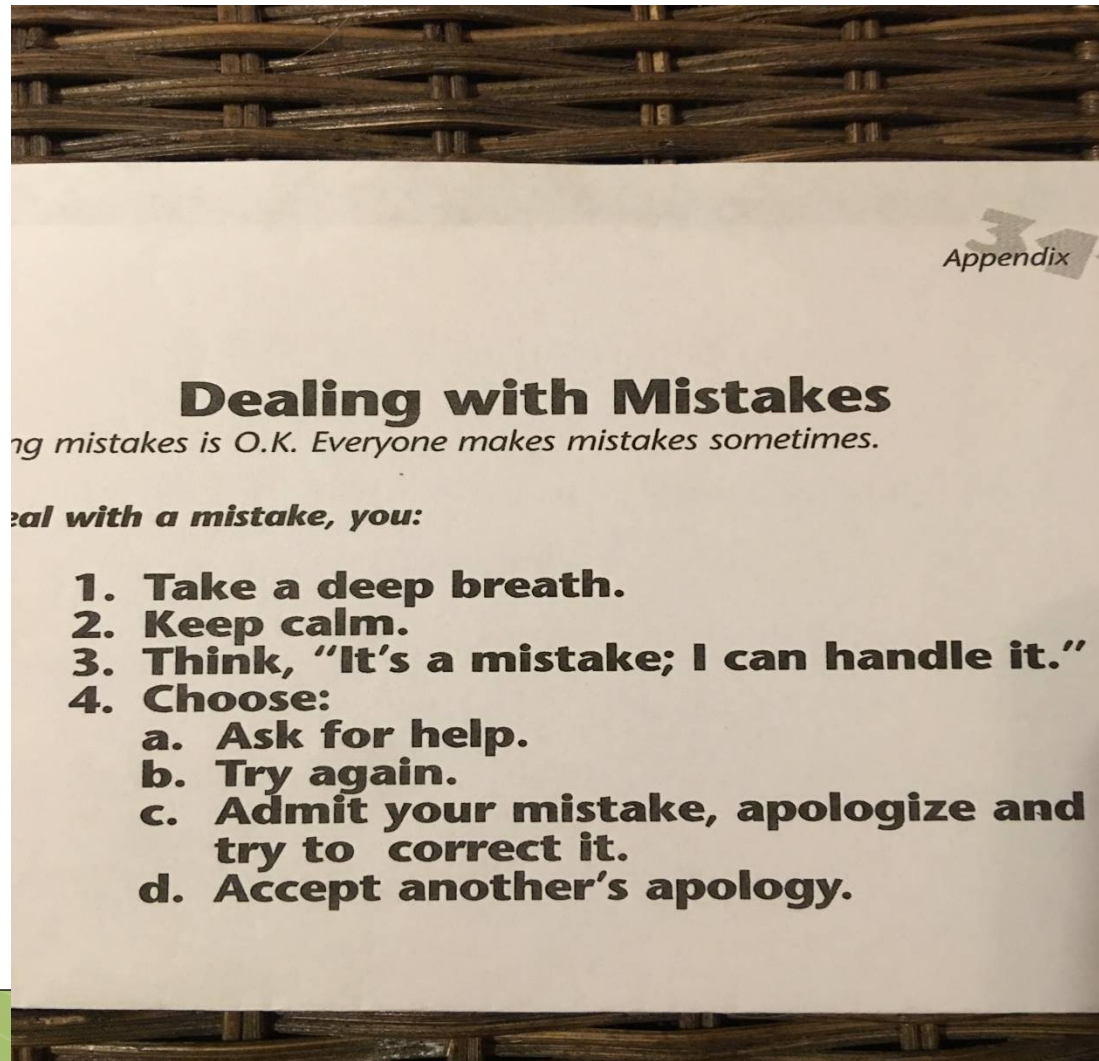 31
Appendix
Dealing with Mistakes
ng mistakes is O.K. Everyone makes mistakes sometimes.
eal with a mistake, you:
1. Take a deep breath.
2. Keep calm.
3. Think, “It’s a mistake; I can handle it.”
4. Choose:
a. Ask for help.
b. Try again.
c. Admit your mistake, apologize and
try to correct it.
d. Accept another’s apology.